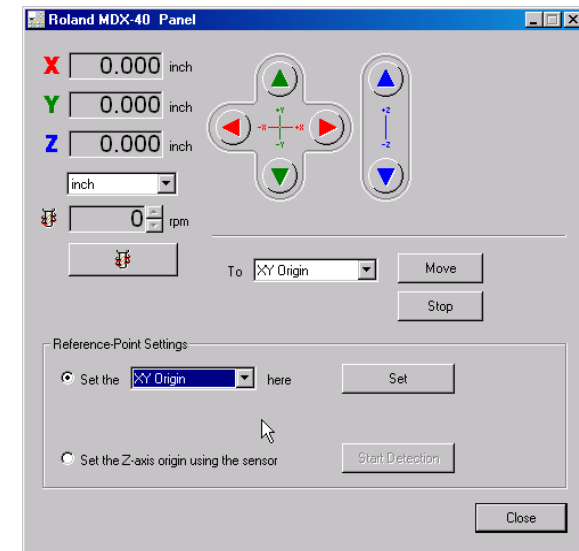 Roland MDX-40 Panel
X 0.000 inch
Y 0.000 inch
Z 0.000 inch
+Y
-X +X
-Y
+Z
-Z
inch
0 rpm
To XY Origin Move
Stop
Reference-Point Settings
Set the XY Origin here Set
Set the Z-axis origin using the sensor Start Detection
Close